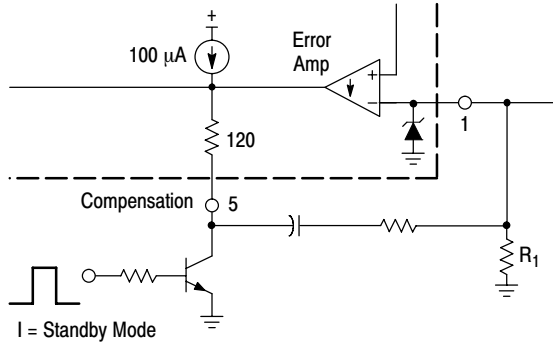 +
100 µA
Error
Amp
+
−
1
120
Compensation
5
R1
I = Standby Mode